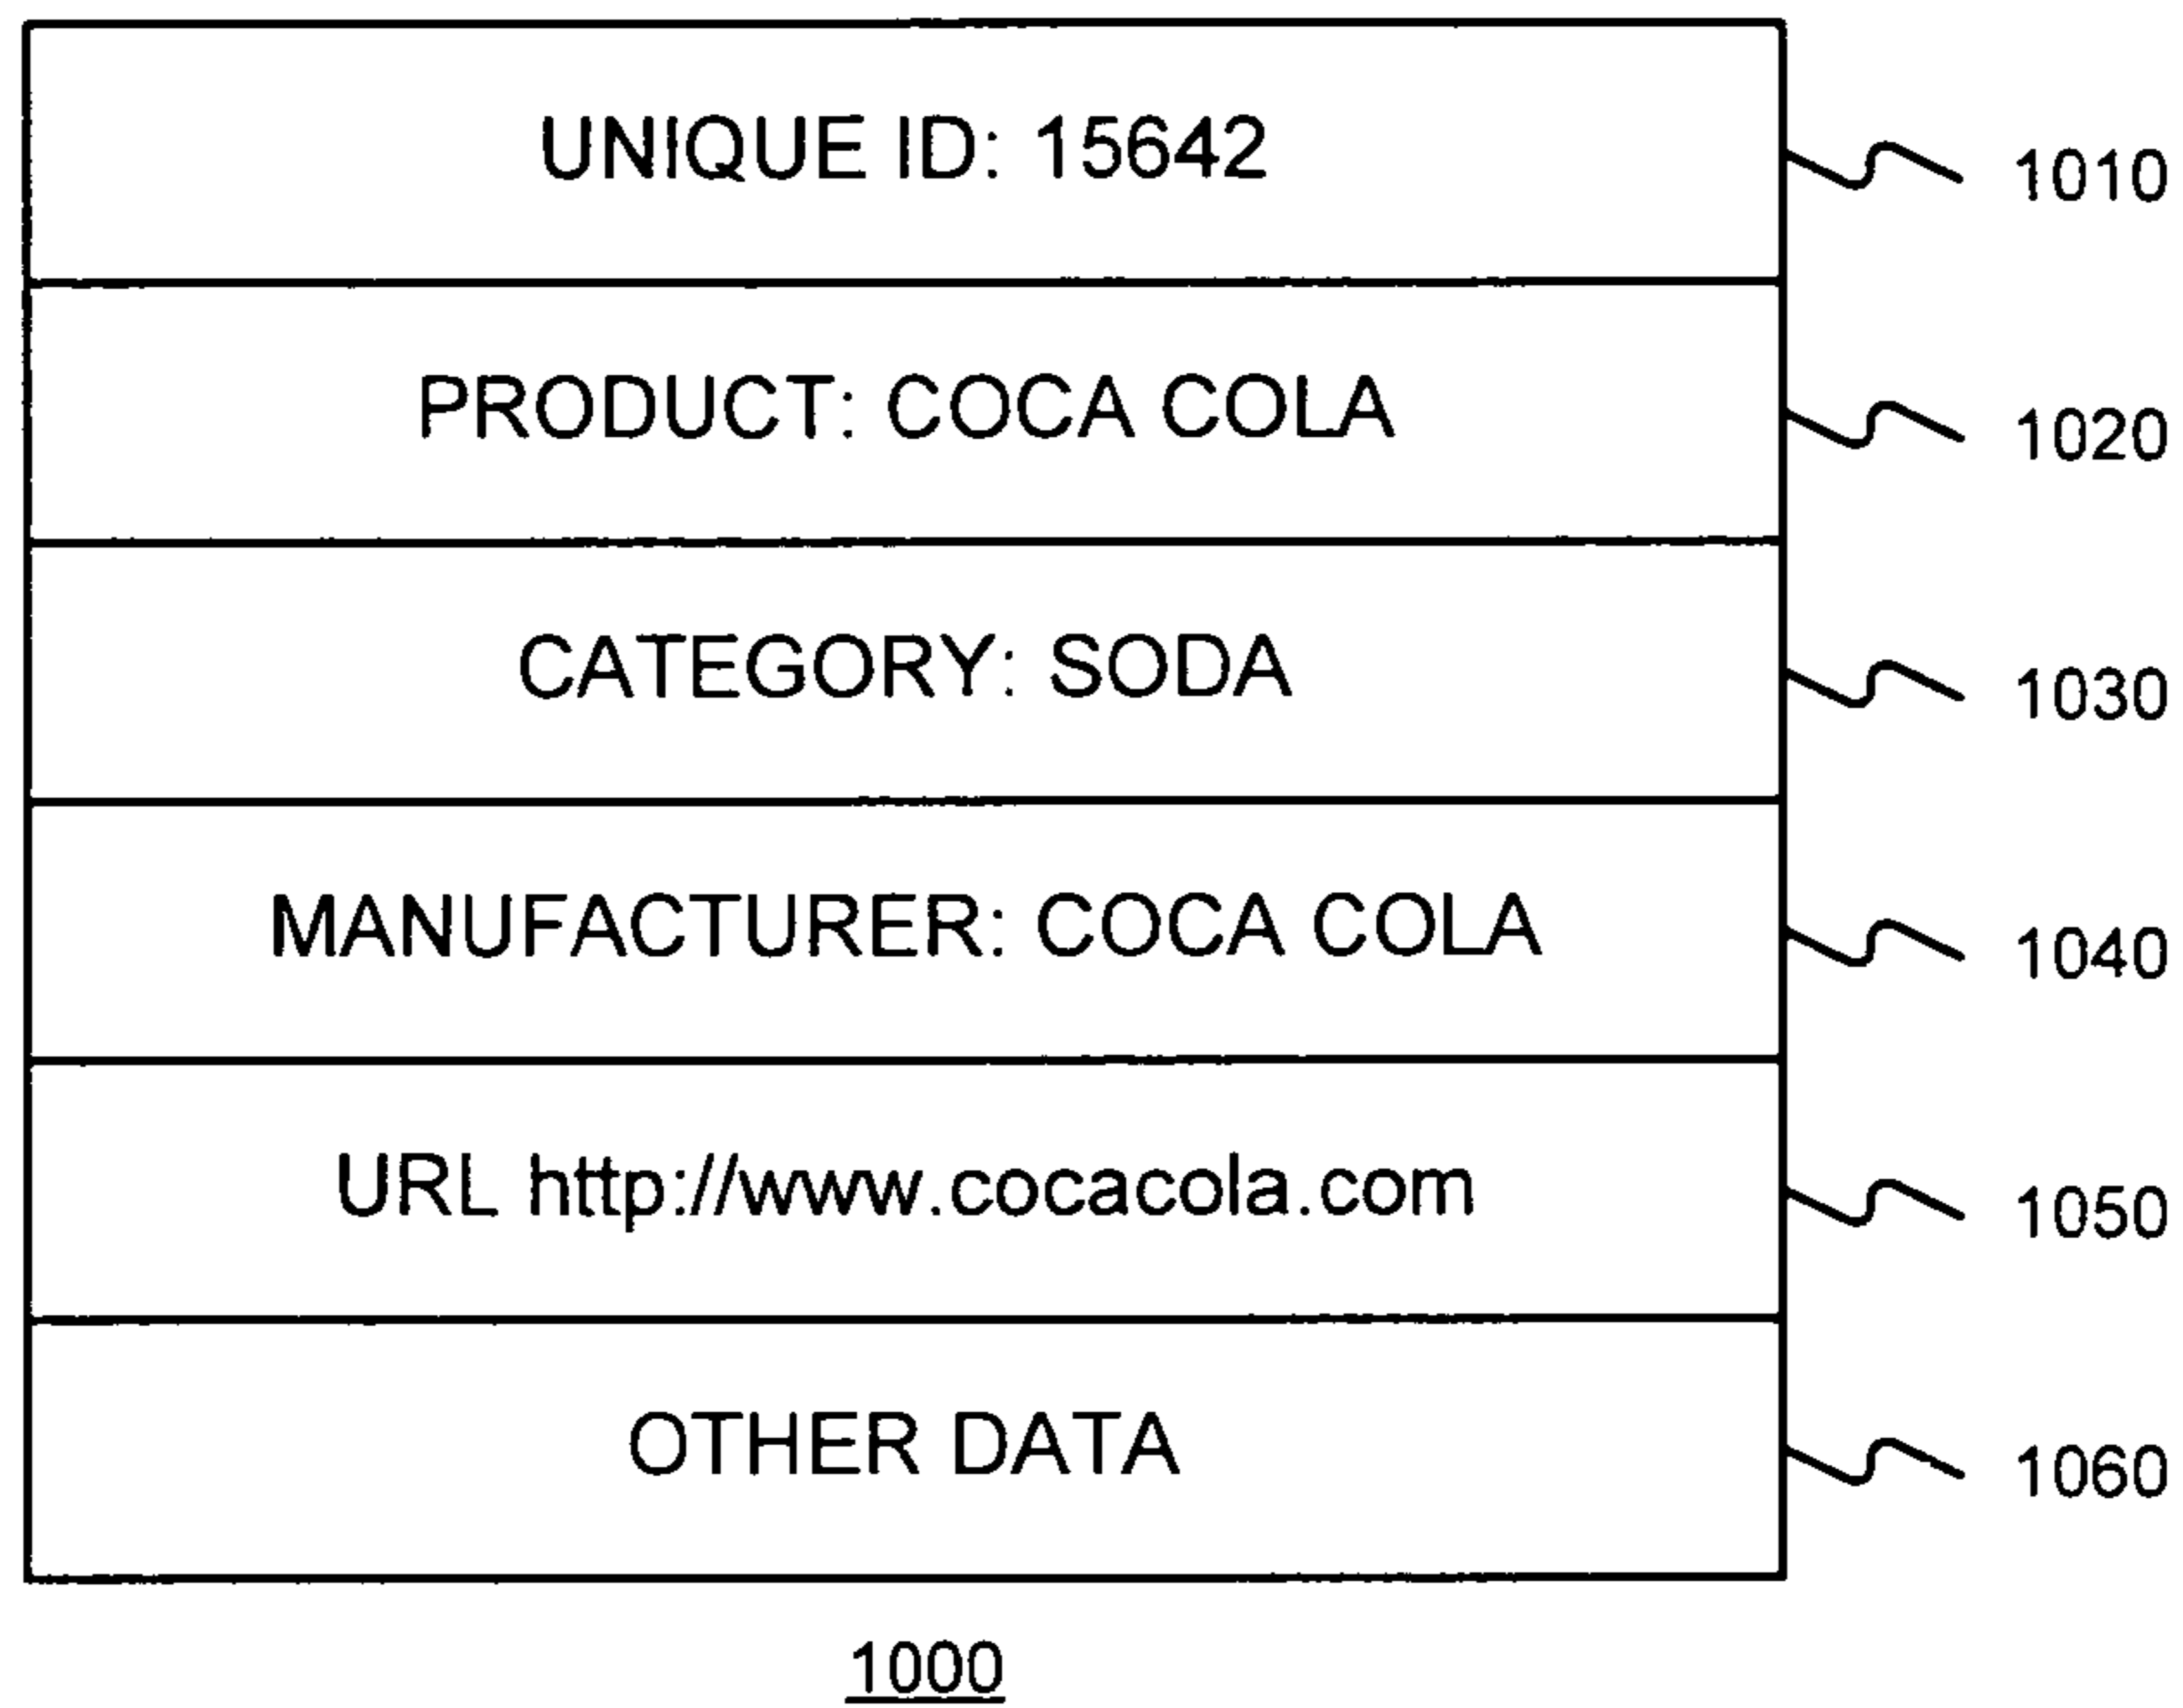 UNIQUE ID: 15642
1010
PRODUCT: COCA COLA
1020
CATEGORY: SODA
1030
MANUFACTURER: COCA COLA
1040
URL http://www.cocacola.com
1050
OTHER DATA
1060
1000